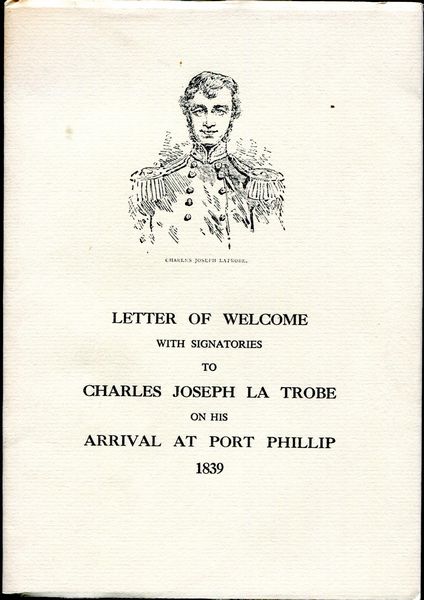 CHARLES JOSEPH LATROBE.
LETTER OF WELCOME
WITH SIGNATORIES
TO
CHARLES JOSEPH LA TROBE
ON HIS
ARRIVAL AT PORT PHILLIP
1839